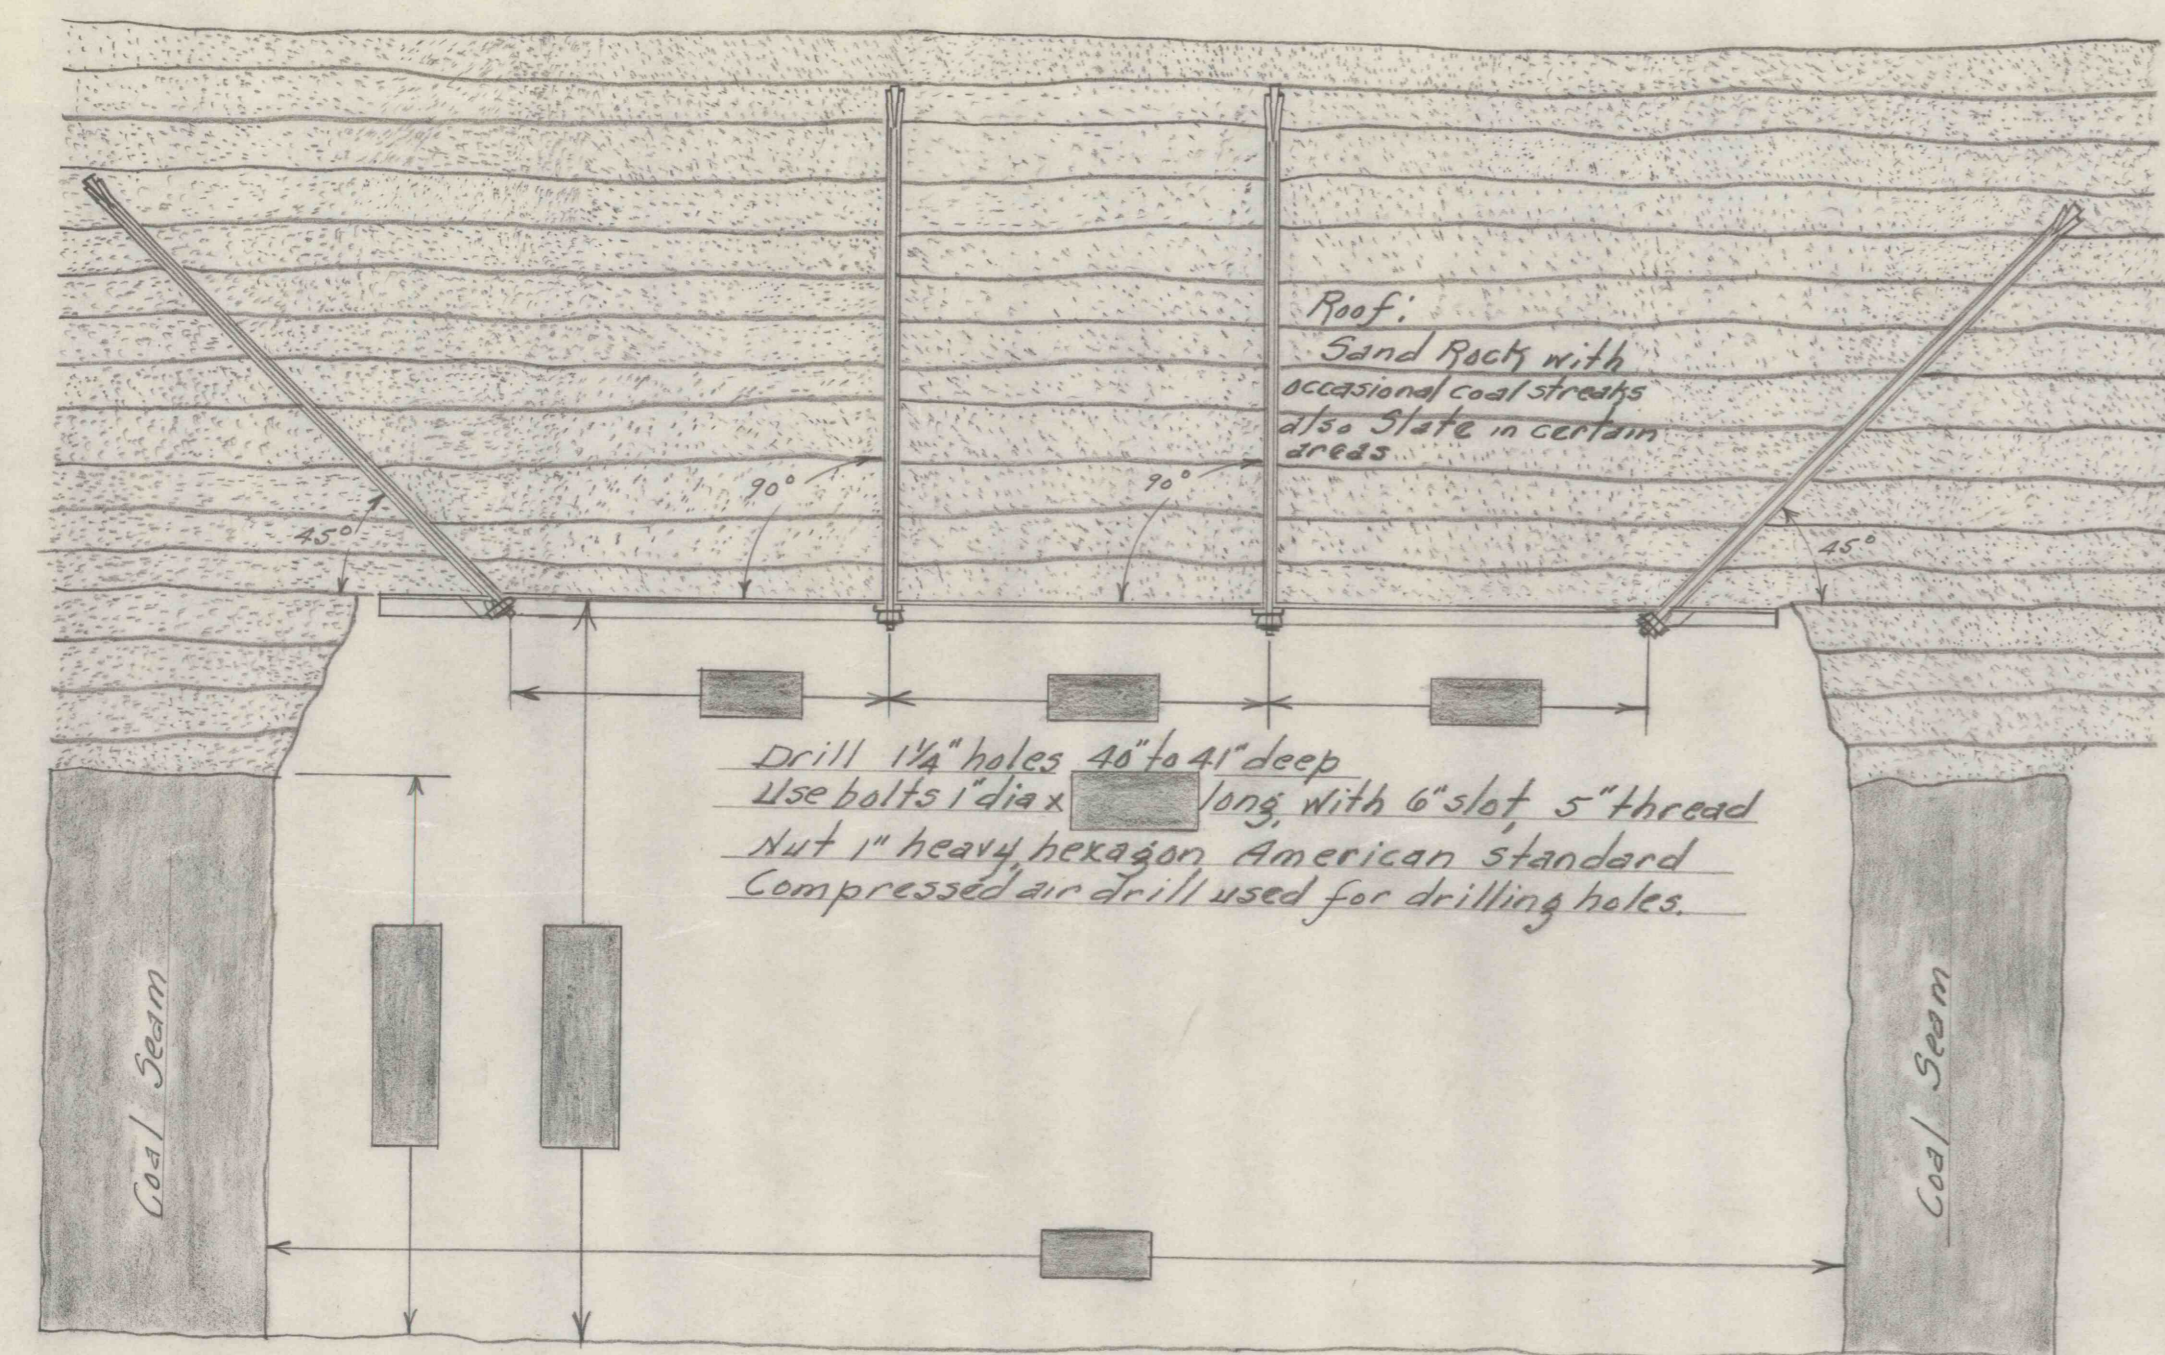 Roof:
Sand Rock with
occasional coal streaks
also Slate in certain
areas
90°
90°
45°
45°
Drill 1¼" holes 40" to 41" deep
Use bolts 1" dia x long, with 6" slot, 5" thread
Nut 1" heavy, hexagon, American standard
Compressed air drill used for drilling holes.
Coal Seam
Coal Seam